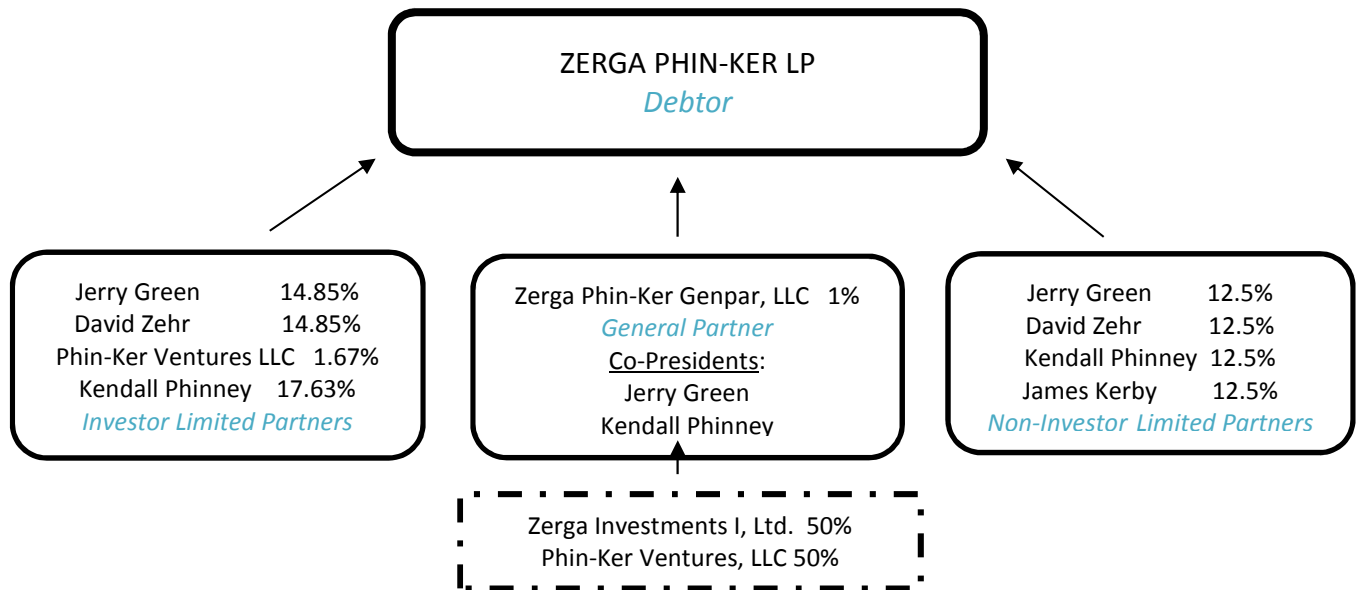 ZERGA PHIN-KER LP
Debtor
Jerry Green 14.85%
David Zehr 14.85%
Phin-Ker Ventures LLC 1.67%
Kendall Phinney 17.63%
Investor Limited Partners
Zerga Phin-Ker Genpar, LLC 1%
General Partner
Co-Presidents:
Jerry Green
Kendall Phinney
Jerry Green 12.5%
David Zehr 12.5%
Kendall Phinney 12.5%
James Kerby 12.5%
Non-Investor Limited Partners
Zerga Investments I, Ltd. 50%
Phin-Ker Ventures, LLC 50%